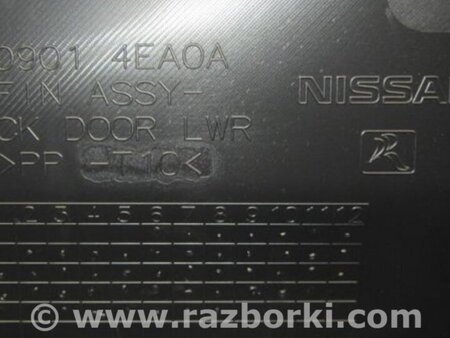 0901 4EA0A
FIN ASSY-
CK DOOR LWR
>PP -T10<
NISSA
2 3 4 5 6 7 8 9 10 11 12
© www.razborki.com